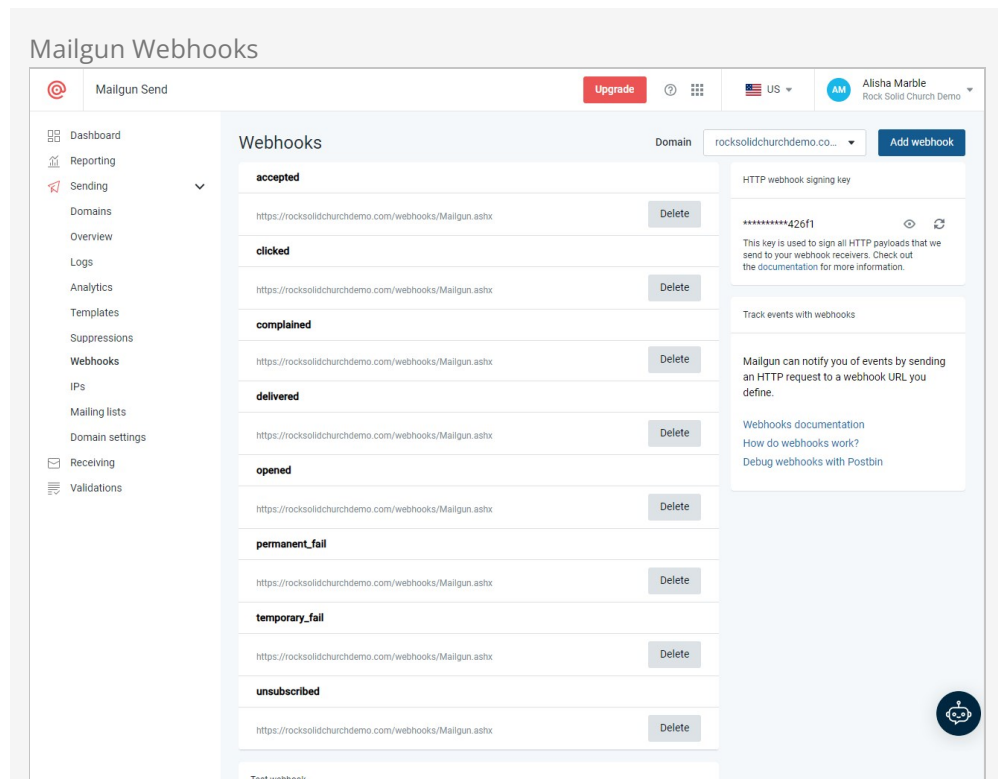 Mailgun Webhooks
Mailgun Send
Upgrade
US
AM
Alisha Marble
Rock Solid Church Demo
Dashboard
Reporting
Sending
Domains
Overview
Logs
Analytics
Templates
Suppressions
Webhooks
IPs
Mailing lists
Domain settings
Receiving
Validations
Webhooks
Domain
rocksolidchurchdemo.co...
Add webhook
accepted
https://rocksolidchurchdemo.com/webhooks/Mailgun.ashx
Delete
clicked
https://rocksolidchurchdemo.com/webhooks/Mailgun.ashx
Delete
complained
https://rocksolidchurchdemo.com/webhooks/Mailgun.ashx
Delete
delivered
https://rocksolidchurchdemo.com/webhooks/Mailgun.ashx
Delete
opened
https://rocksolidchurchdemo.com/webhooks/Mailgun.ashx
Delete
permanent_fail
https://rocksolidchurchdemo.com/webhooks/Mailgun.ashx
Delete
temporary_fail
https://rocksolidchurchdemo.com/webhooks/Mailgun.ashx
Delete
unsubscribed
https://rocksolidchurchdemo.com/webhooks/Mailgun.ashx
Delete
Test webhook
HTTP webhook signing key
**********426f1
This key is used to sign all HTTP payloads that we
send to your webhook receivers. Check out
the documentation for more information.
Track events with webhooks
Mailgun can notify you of events by sending
an HTTP request to a webhook URL you
define.
Webhooks documentation
How do webhooks work?
Debug webhooks with Postbin